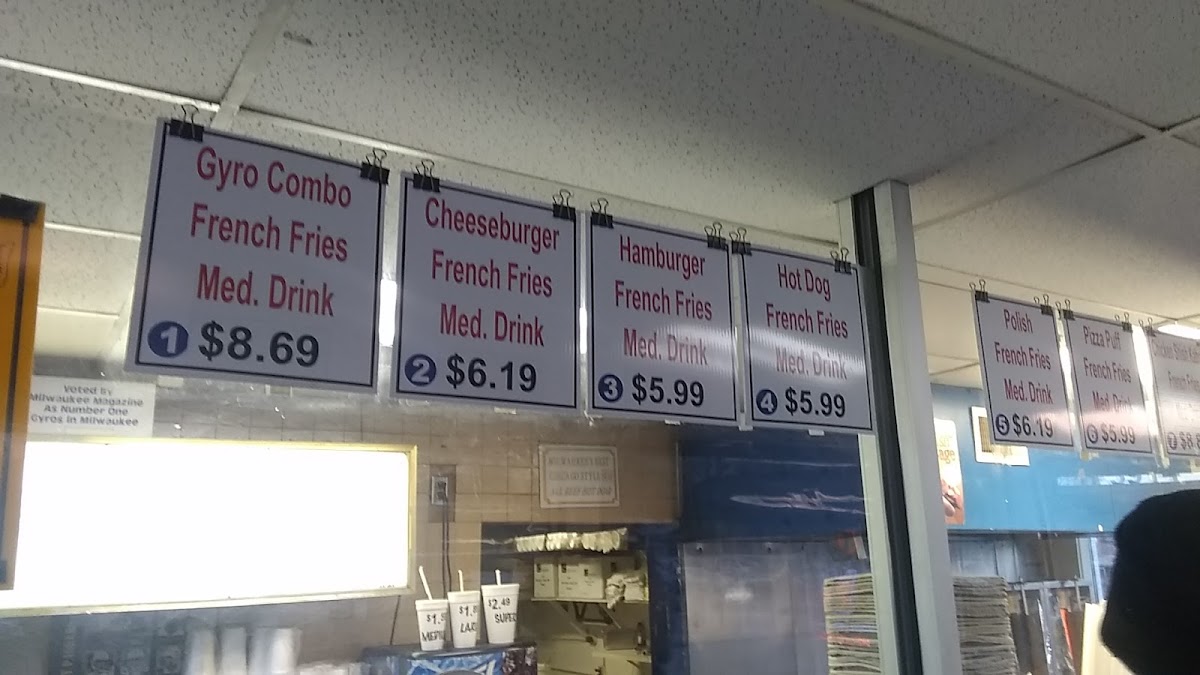 Gyro Combo
French Fries
Med. Drink
1 $8.69
Cheeseburger
French Fries
Med. Drink
2 $6.19
Hamburger
French Fries
Med. Drink
3 $5.99
Hot Dog
French Fries
Med. Drink
4 $5.99
Polish
French Fries
Med. Drink
5 $6.19
Pizza Puff
French Fries
Med. Drink
6 $5.99
Chicken
7
Voted By
Milwaukee Magazine
As Number One
Gyros in Milwaukee
$2.49
SUPER